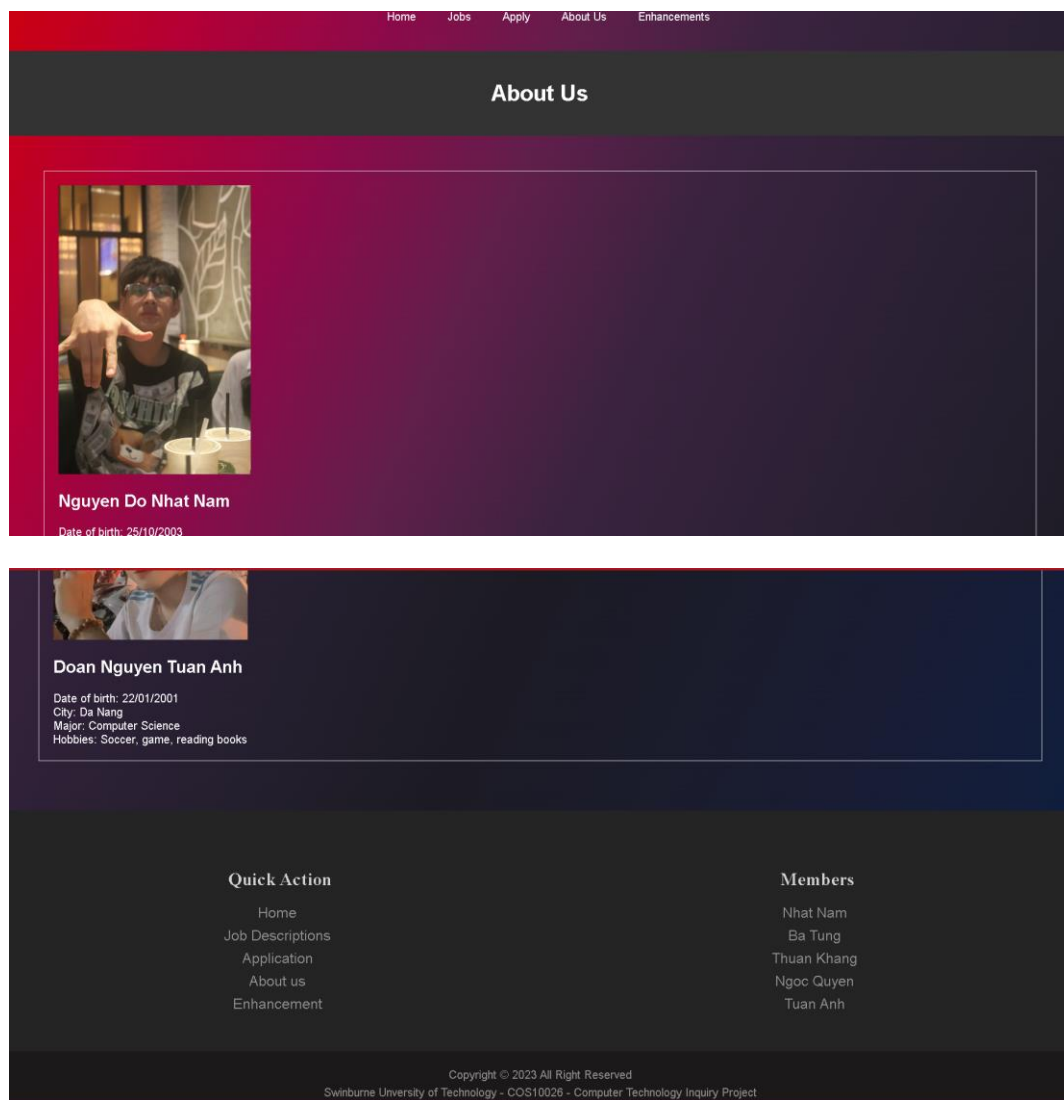 Home Jobs Apply About Us Enhancements
About Us
Nguyen Do Nhat Nam
Date of birth: 25/10/2003
Doan Nguyen Tuan Anh
Date of birth: 22/01/2001
City: Da Nang
Major: Computer Science
Hobbies: Soccer, game, reading books
Quick Action
Home
Job Descriptions
Application
About us
Enhancement
Members
Nhat Nam
Ba Tung
Thuan Khang
Ngoc Quyen
Tuan Anh
Copyright © 2023 All Right Reserved
Swinburne Unversity of Technology - COS10026 - Computer Technology Inquiry Project